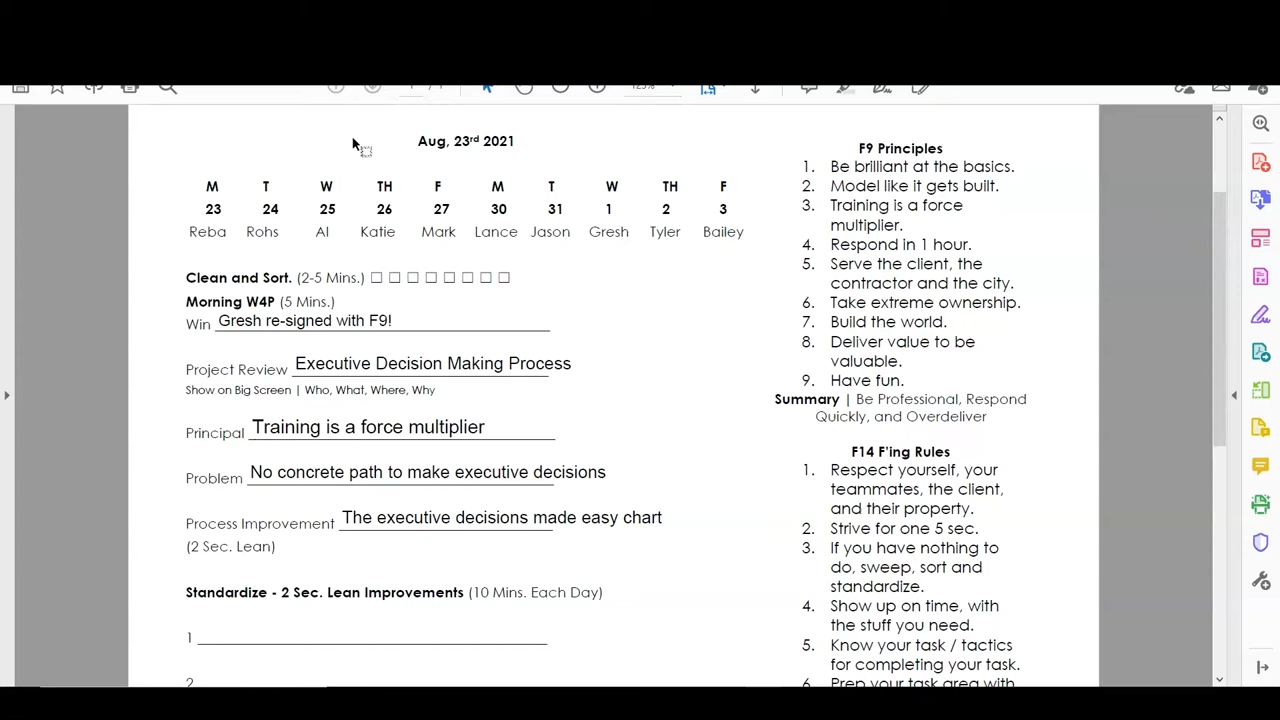 Aug, 23rd 2021
M T W TH F M T W TH F
23 24 25 26 27 30 31 1 2 3
Reba Rohs Al Katie Mark Lance Jason Gresh Tyler Bailey
Clean and Sort. (2-5 Mins.) □ □ □ □ □ □ □ □
Morning W4P (5 Mins.)
Win Gresh re-signed with F9!
Project Review Executive Decision Making Process
Show on Big Screen | Who, What, Where, Why
Principal Training is a force multiplier
Problem No concrete path to make executive decisions
Process Improvement The executive decisions made easy chart
(2 Sec. Lean)
Standardize - 2 Sec. Lean Improvements (10 Mins. Each Day)
1
2
F9 Principles
1. Be brilliant at the basics.
2. Model like it gets built.
3. Training is a force
multiplier.
4. Respond in 1 hour.
5. Serve the client, the
contractor and the city.
6. Take extreme ownership.
7. Build the world.
8. Deliver value to be
valuable.
9. Have fun.
Summary | Be Professional, Respond
Quickly, and Overdeliver
F14 F'ing Rules
1. Respect yourself, your
teammates, the client,
and their property.
2. Strive for one 5 sec.
3. If you have nothing to
do, sweep, sort and
standardize.
4. Show up on time, with
the stuff you need.
5. Know your task / tactics
for completing your task.
6. Prep your task area with